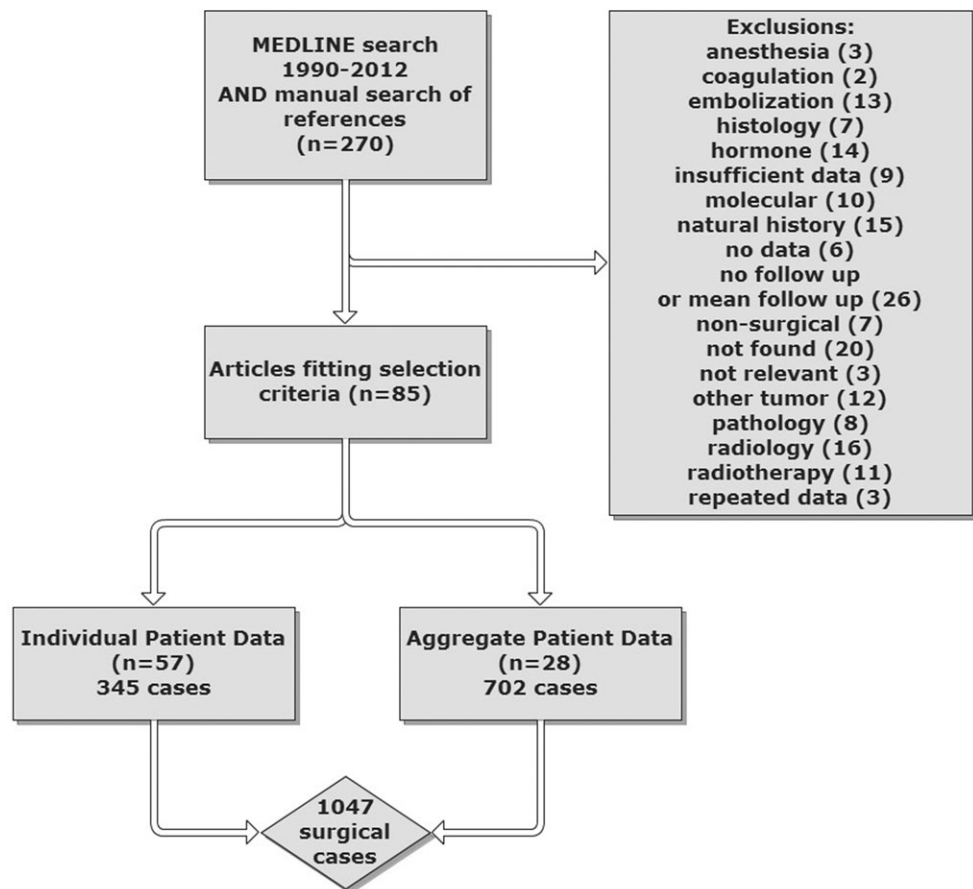 MEDLINE search
1990-2012
AND manual search of
references
(n=270)
Exclusions:
anesthesia (3)
coagulation (2)
embolization (13)
histology (7)
hormone (14)
insufficient data (9)
molecular (10)
natural history (15)
no data (6)
no follow up
or mean follow up (26)
non-surgical (7)
not found (20)
not relevant (3)
other tumor (12)
pathology (8)
radiology (16)
radiotherapy (11)
repeated data (3)
Articles fitting selection
criteria (n=85)
Individual Patient Data
(n=57)
345 cases
Aggregate Patient Data
(n=28)
702 cases
1047
surgical
cases